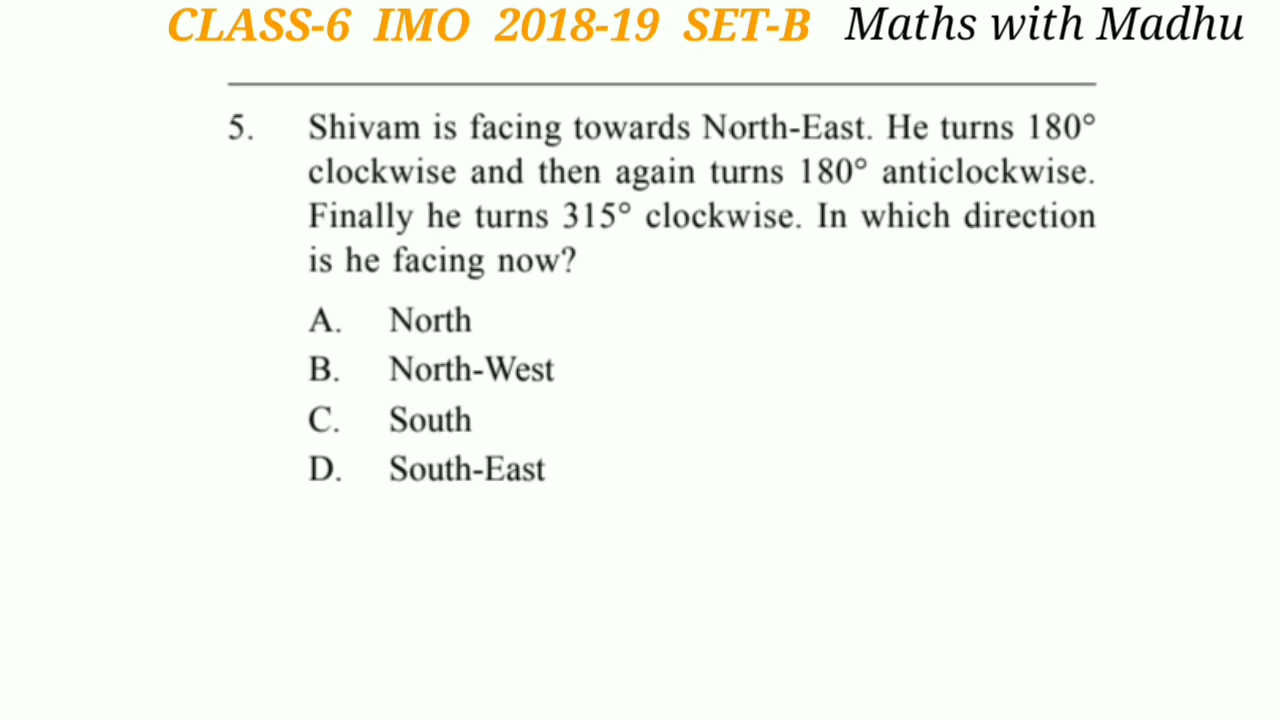 CLASS-6 IMO 2018-19 SET-B Maths with Madhu
5. Shivam is facing towards North-East. He turns 180°
clockwise and then again turns 180° anticlockwise.
Finally he turns 315° clockwise. In which direction
is he facing now?
A. North
B. North-West
C. South
D. South-East